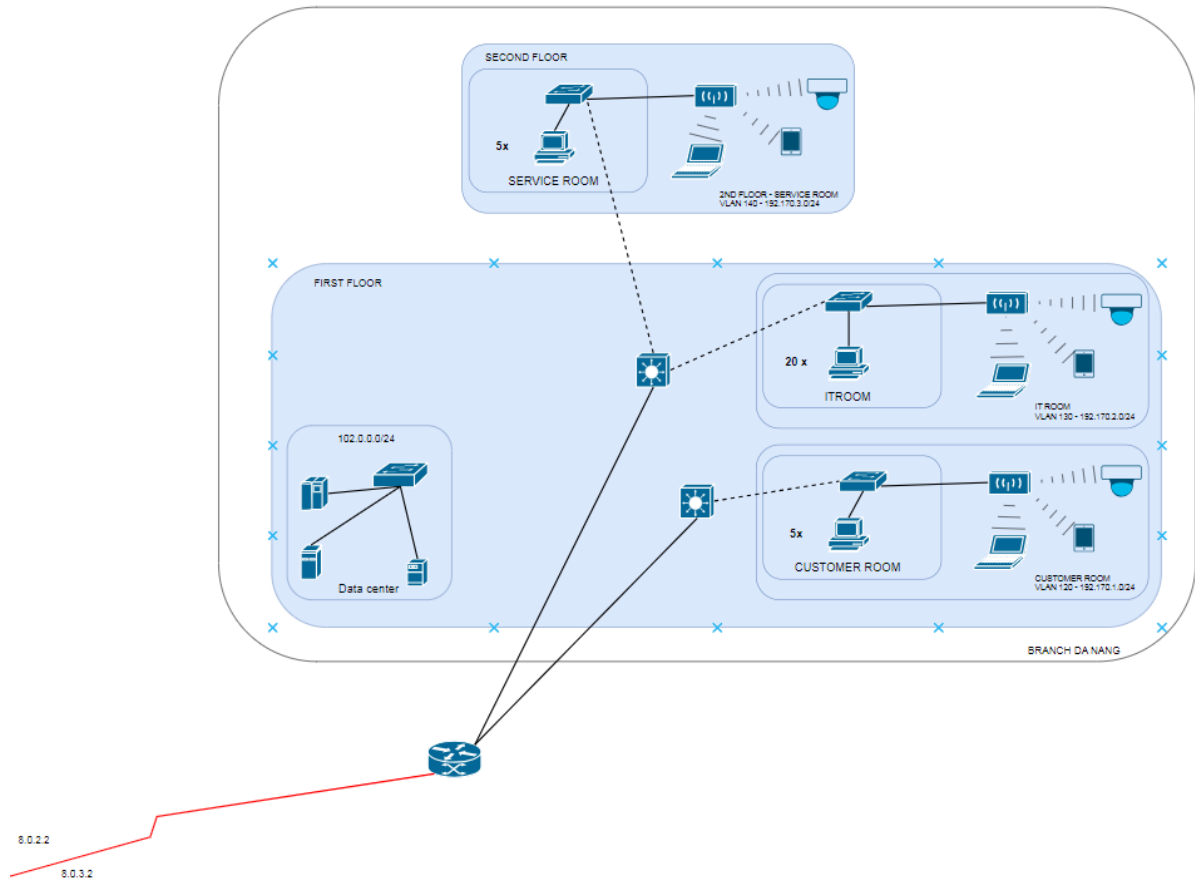 SECOND FLOOR
5x
SERVICE ROOM
2ND FLOOR - SERVICE ROOM
VLAN 140 - 192.170.3.0/24
FIRST FLOOR
20 x
ITROOM
IT ROOM
VLAN 130 - 192.170.2.0/24
102.0.0.0/24
Data center
5x
CUSTOMER ROOM
CUSTOMER ROOM
VLAN 120 - 192.170.1.0/24
BRANCH DA NANG
8.0.2.2
8.0.3.2